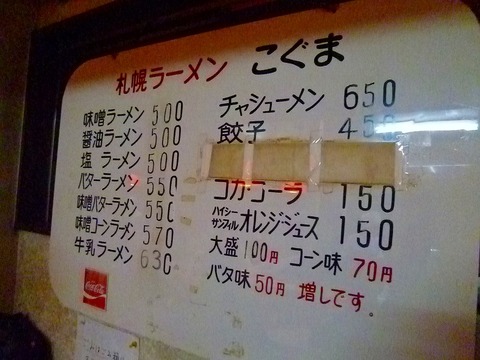 札幌ラーメン こぐま
味噌ラーメン 500
醤油ラーメン 500
塩 ラーメン 500
バターラーメン 550
味噌バターラーメン 550
味噌コーンラーメン 570
牛乳ラーメン 630
チャシューメン 650
餃子 450
コカ·コーラ 150
ハイシー
サンフィル オレンジジュース 150
大盛 100円 コーン味 70円
バタ味 50円 増しです。
Coca-Cola